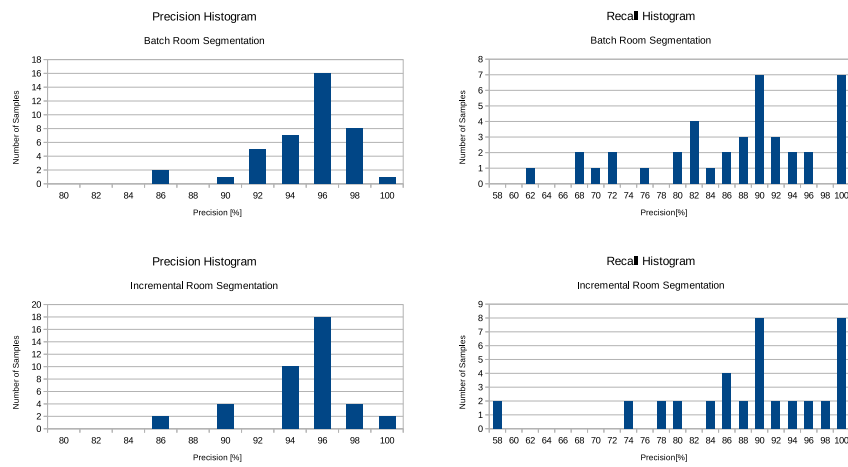 Precision Histogram
Batch Room Segmentation
Number of Samples
18
16
14
12
10
8
6
4
2
0
80 82 84 86 90 92 94 96 98 100
Precision [%]
Recall Histogram
Batch Room Segmentation
Number of Samples
8
7
6
5
4
3
2
1
0
58 60 62 64 66 68 70 72 74 76 78 80 82 84 86 88 90 92 94 96 98 100
Precision[%]
Precision Histogram
Incremental Room Segmentation
Number of Samples
20
18
16
14
12
10
8
6
4
2
0
80 82 84 86 90 92 94 96 98 100
Precision [%]
Recall Histogram
Incremental Room Segmentation
Number of Samples
9
8
7
6
5
4
3
2
1
0
58 60 64 66 70 72 74 76 78 80 84 86 88 90 92 94 96 98 100
Precision[%]